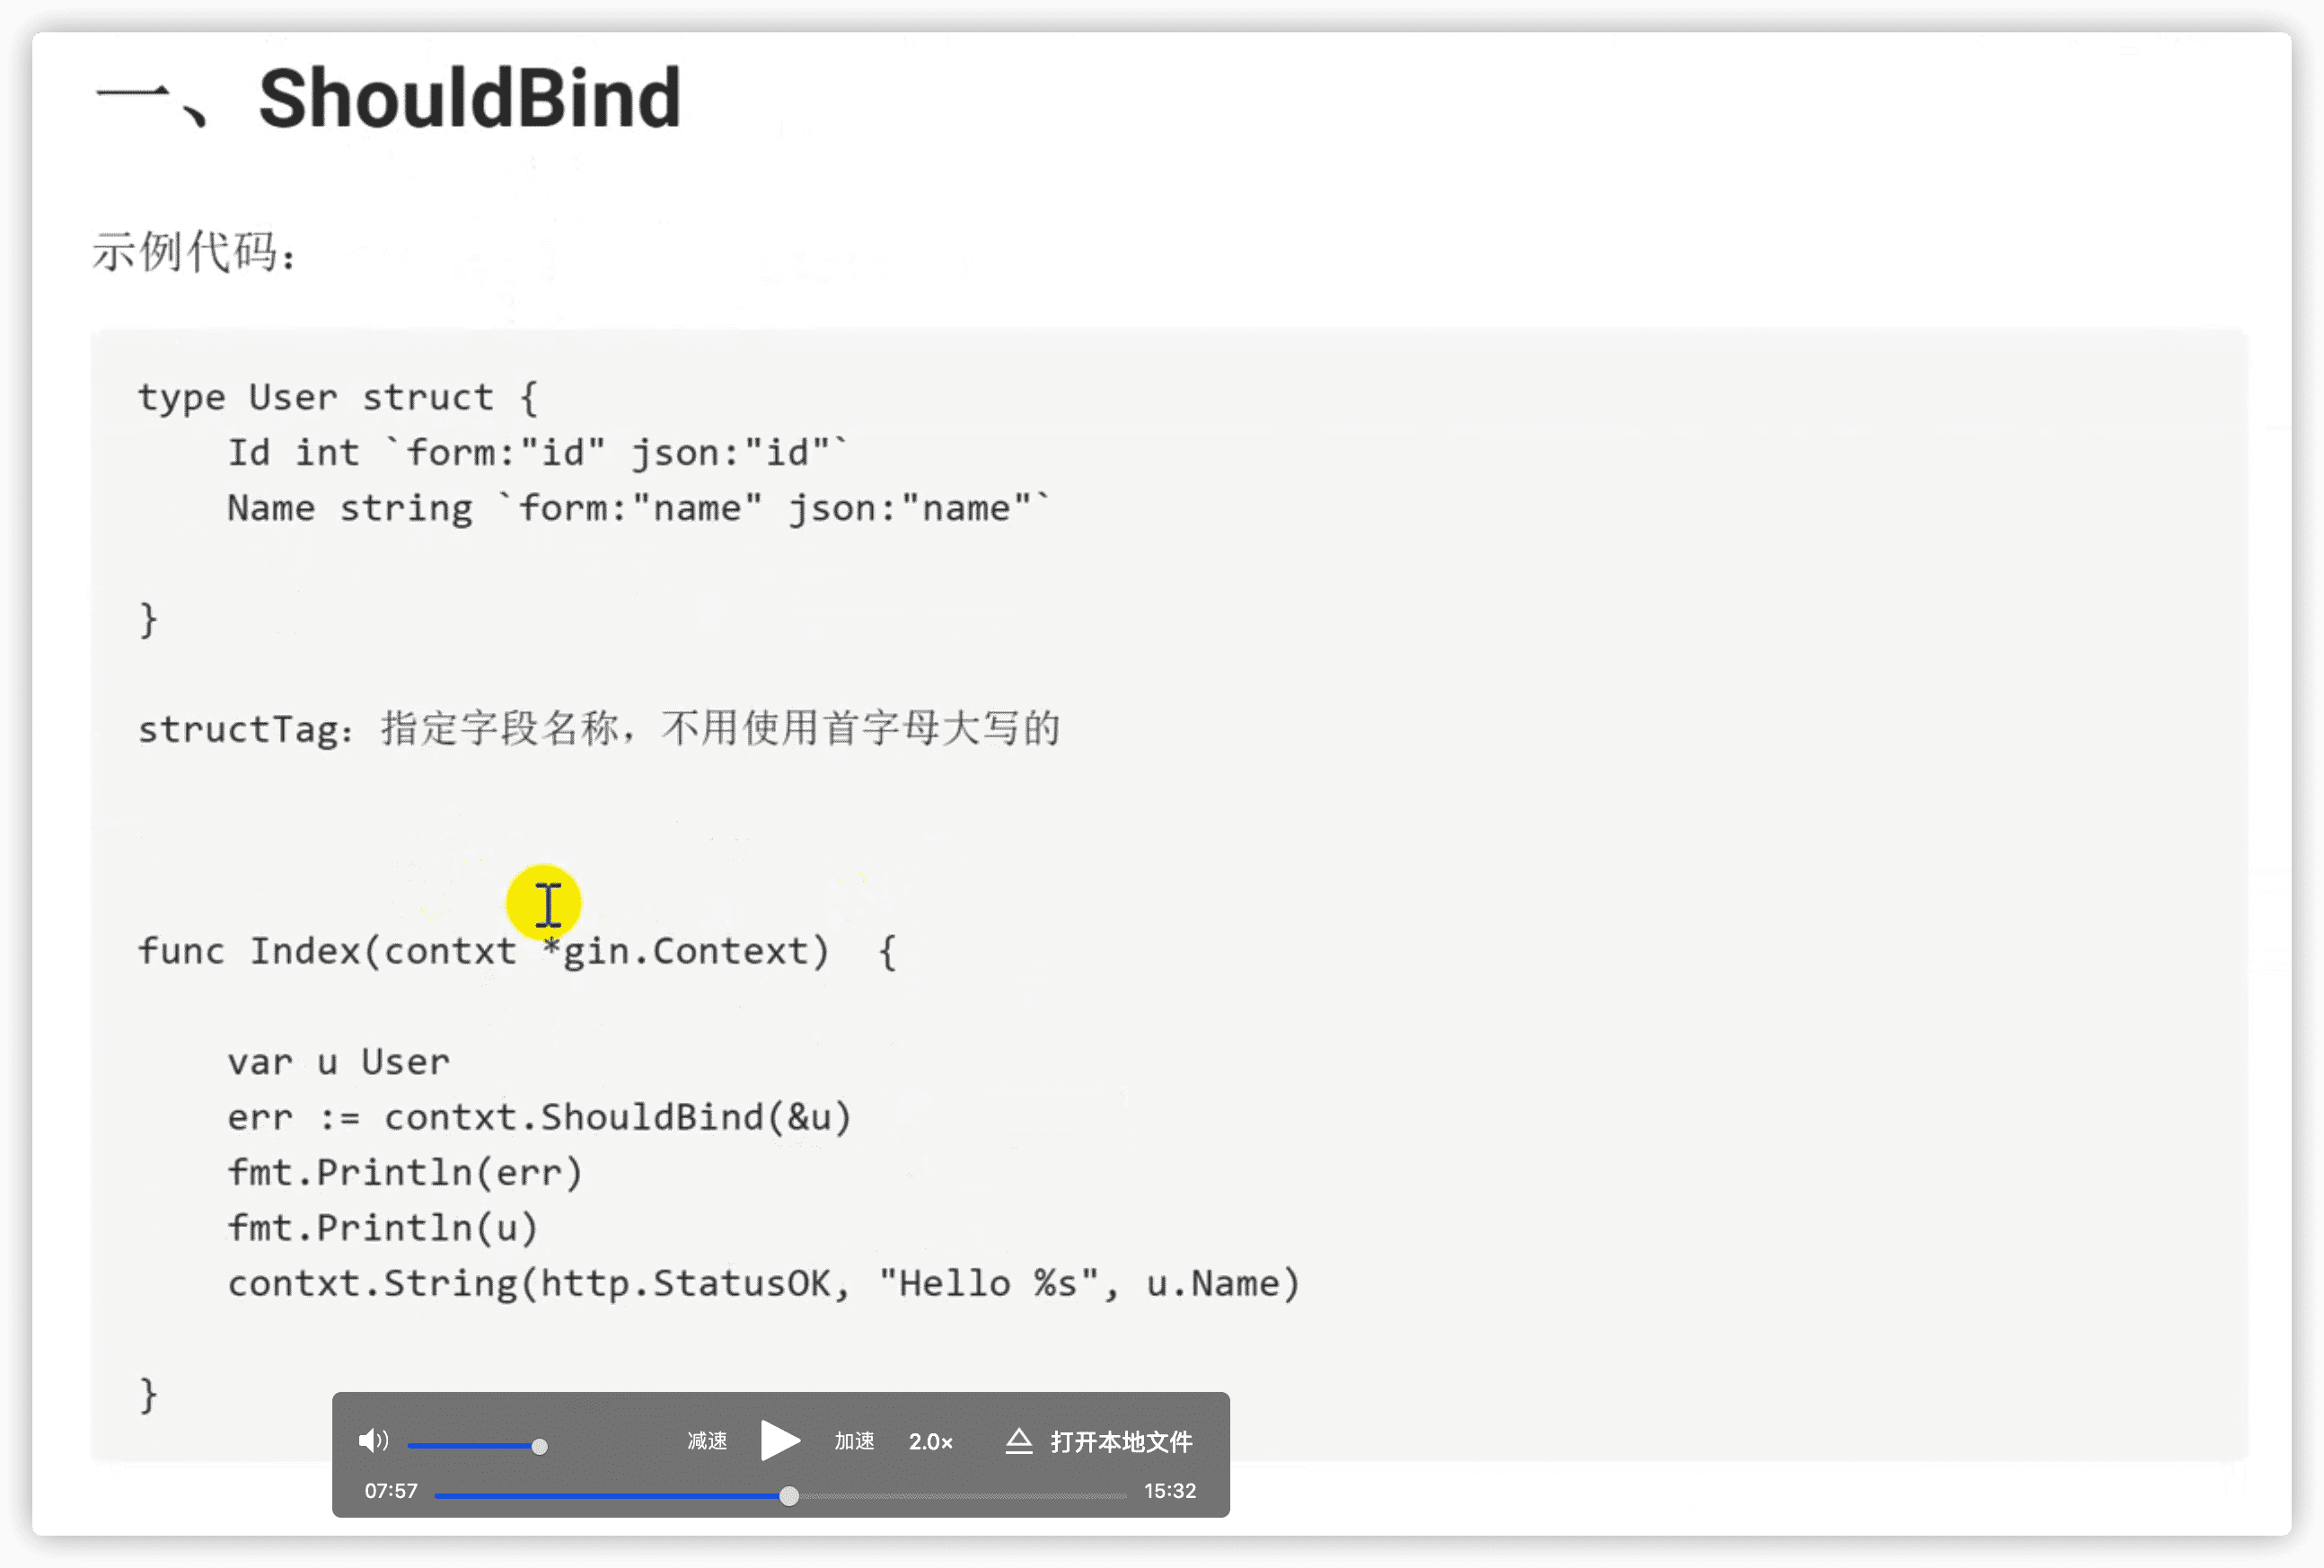 一、ShouldBind
示例代码：
type User struct {
    Id int `form:"id" json:"id"`
    Name string `form:"name" json:"name"`
}
structTag：指定字段名称，不用使用首字母大写的
func Index(contxt *gin.Context)  {
    var u User
    err := contxt.ShouldBind(&u)
    fmt.Println(err)
    fmt.Println(u)
    contxt.String(http.StatusOK, "Hello %s", u.Name)
}
减速 加速 2.0× 打开本地文件
07:57 15:32